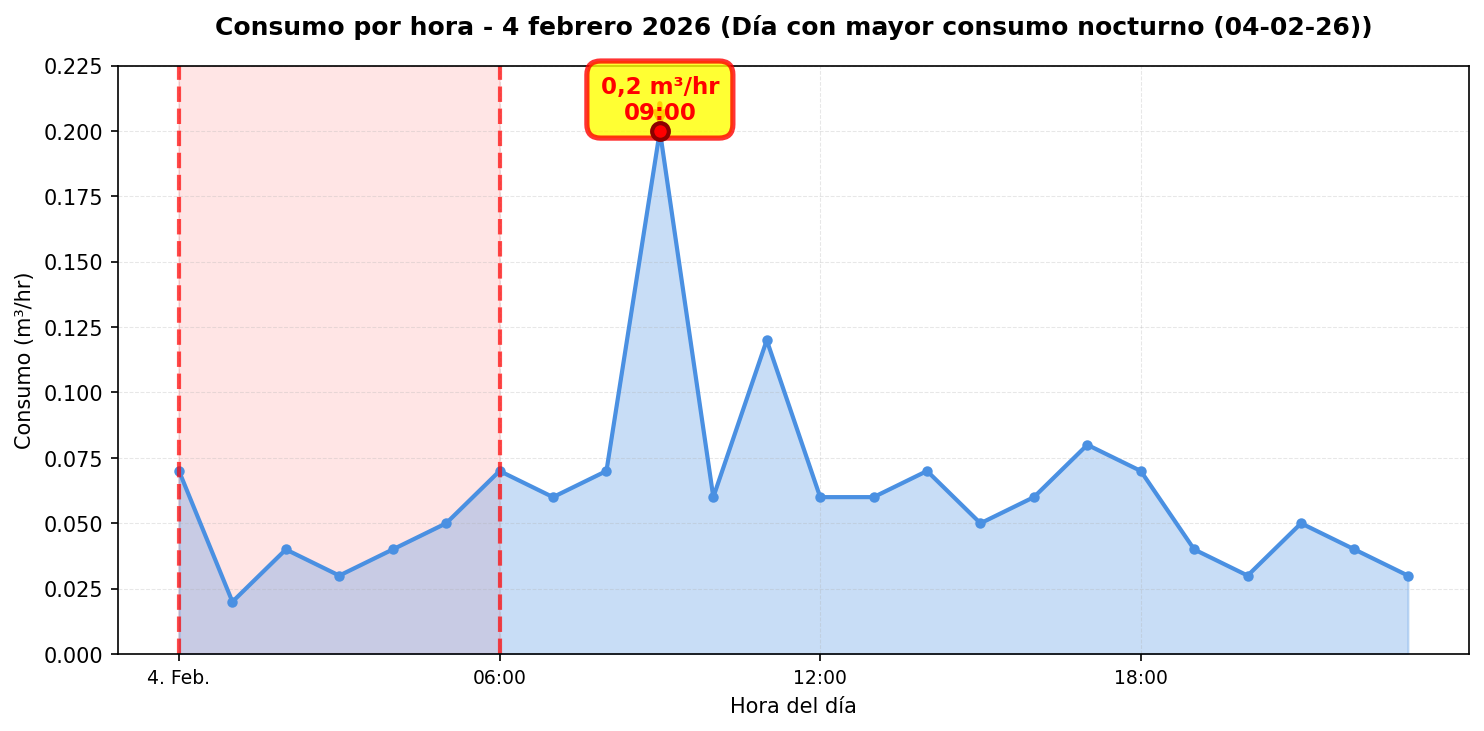 Consumo por hora - 4 febrero 2026 (Día con mayor consumo nocturno (04-02-26))
0,2 m³/hr
09:00
Consumo (m³/hr)
0.225
0.200
0.175
0.150
0.125
0.100
0.075
0.050
0.025
0.000
4. Feb.
06:00
12:00
18:00
Hora del día